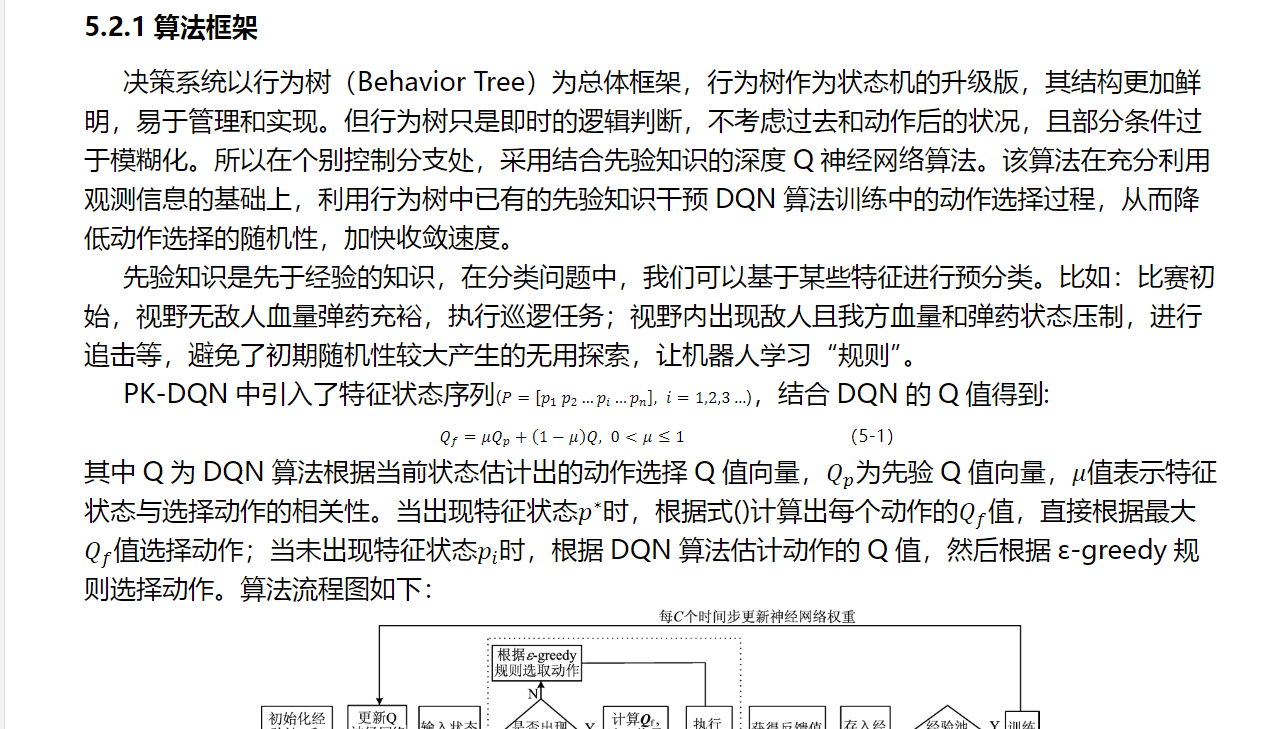 5.2.1 算法框架
决策系统以行为树（Behavior Tree）为总体框架，行为树作为状态机的升级版，其结构更加鲜
明，易于管理和实现。但行为树只是即时的逻辑判断，不考虑过去和动作后的状况，且部分条件过
于模糊化。所以在个别控制分支处，采用结合先验知识的深度 Q 神经网络算法。该算法在充分利用
观测信息的基础上，利用行为树中已有的先验知识干预 DQN 算法训练中的动作选择过程，从而降
低动作选择的随机性，加快收敛速度。
先验知识是先于经验的知识，在分类问题中，我们可以基于某些特征进行预分类。比如：比赛初
始，视野无敌人血量弹药充裕，执行巡逻任务；视野内出现敌人且我方血量和弹药状态压制，进行
追击等，避免了初期随机性较大产生的无用探索，让机器人学习“规则”。
PK-DQN 中引入了特征状态序列(P = [p₁ p₂ … pᵢ … pₙ], i = 1,2,3 …)，结合 DQN 的 Q 值得到:
Q_f = μQ_p + (1 − μ)Q, 0 < μ ≤ 1 （5-1）
其中 Q 为 DQN 算法根据当前状态估计出的动作选择 Q 值向量，Q_p为先验 Q 值向量，μ值表示特征
状态与选择动作的相关性。当出现特征状态p*时，根据式()计算出每个动作的Q_f值，直接根据最大
Q_f值选择动作；当未出现特征状态pᵢ时，根据 DQN 算法估计动作的 Q 值，然后根据 ε-greedy 规
则选择动作。算法流程图如下：
每C个时间步更新神经网络权重
根据ε-greedy
规则选取动作
N
初始化经
更新Q
输入状态
是否出现
Y
计算Q_f，
执行
获得反馈值
存入经
经验池
Y
训练